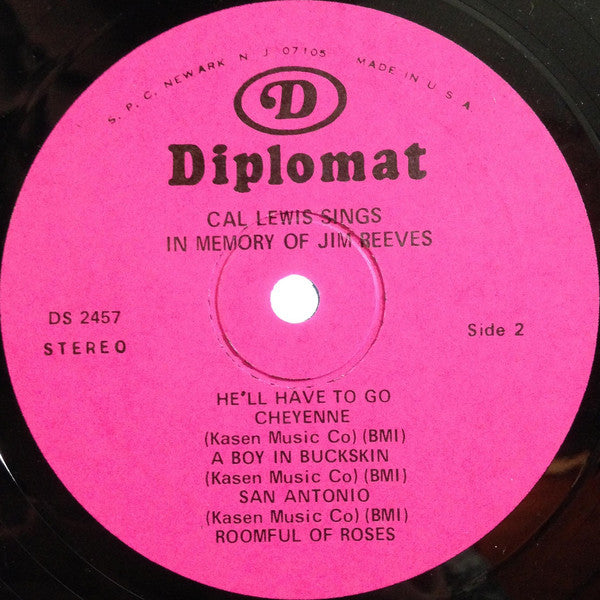 S. P. C. NEWARK N J 07105 MADE IN U. S. A.
D
Diplomat
CAL LEWIS SINGS
IN MEMORY OF JIM REEVES
DS 2457
STEREO
Side 2
HE'LL HAVE TO GO
CHEYENNE
(Kasen Music Co) (BMI)
A BOY IN BUCKSKIN
(Kasen Music Co) (BMI)
SAN ANTONIO
(Kasen Music Co) (BMI)
ROOMFUL OF ROSES